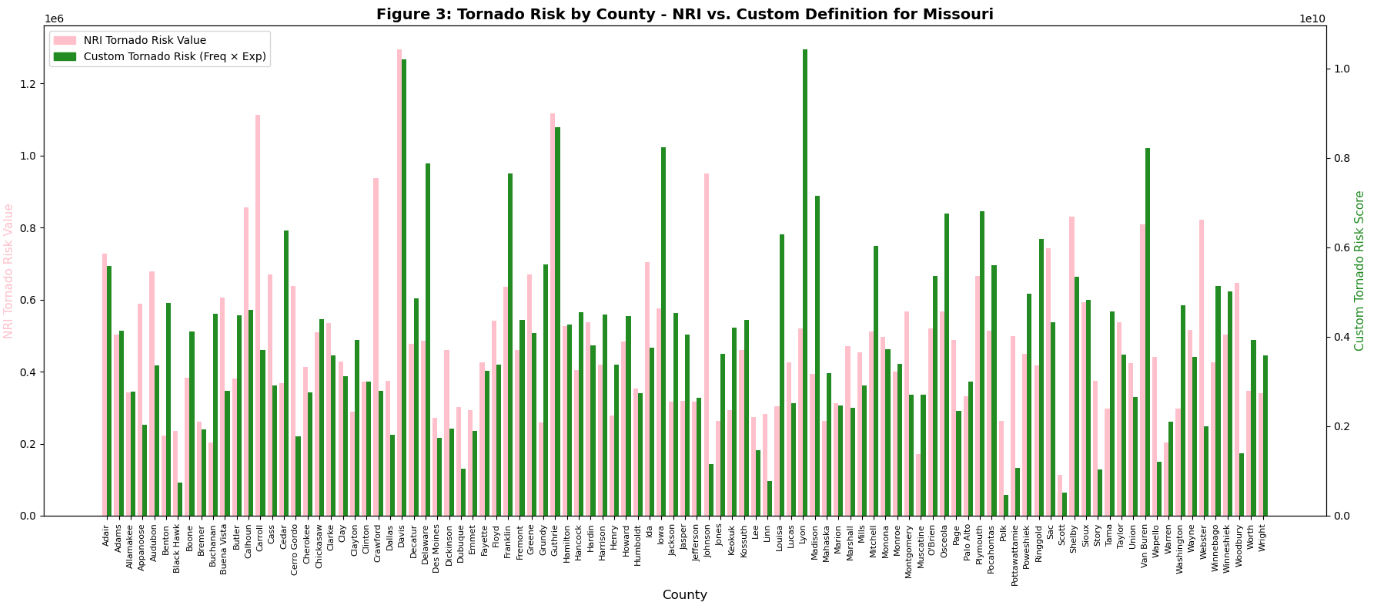 Figure 3: Tornado Risk by County - NRI vs. Custom Definition for Missouri
1e6
1e10
NRI Tornado Risk Value
Custom Tornado Risk (Freq × Exp)
1.2
1.0
0.8
0.6
0.4
0.2
0.0
NRI Tornado Risk Value
1.0
0.8
0.6
0.4
0.2
0.0
Custom Tornado Risk Score
Adair
Adams
Allamakee
Appanoose
Audubon
Benton
Black Hawk
Boone
Bremer
Buchanan
Buena Vista
Butler
Calhoun
Carroll
Cass
Cedar
Cerro Gordo
Cherokee
Chickasaw
Clarke
Clay
Clayton
Clinton
Crawford
Dallas
Davis
Decatur
Delaware
Des Moines
Dickinson
Dubuque
Emmet
Fayette
Floyd
Franklin
Fremont
Greene
Grundy
Guthrie
Hamilton
Hancock
Hardin
Harrison
Henry
Howard
Humboldt
Ida
Iowa
Jackson
Jasper
Jefferson
Johnson
Jones
Keokuk
Kossuth
Lee
Linn
Louisa
Lucas
Lyon
Madison
Mahaska
Marion
Marshall
Mills
Mitchell
Monona
Monroe
Montgomery
Muscatine
O'Brien
Osceola
Page
Palo Alto
Plymouth
Pocahontas
Polk
Pottawattamie
Poweshiek
Ringgold
Sac
Scott
Shelby
Sioux
Story
Tama
Taylor
Union
Van Buren
Wapello
Warren
Washington
Wayne
Webster
Winnebago
Winneshiek
Woodbury
Worth
Wright
County